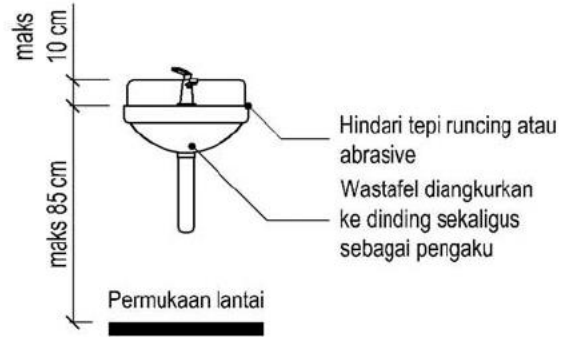 maks
10 cm
maks 85 cm
Hindari tepi runcing atau
abrasive
Wastafel diangkurkan
ke dinding sekaligus
sebagai pengaku
Permukaan lantai